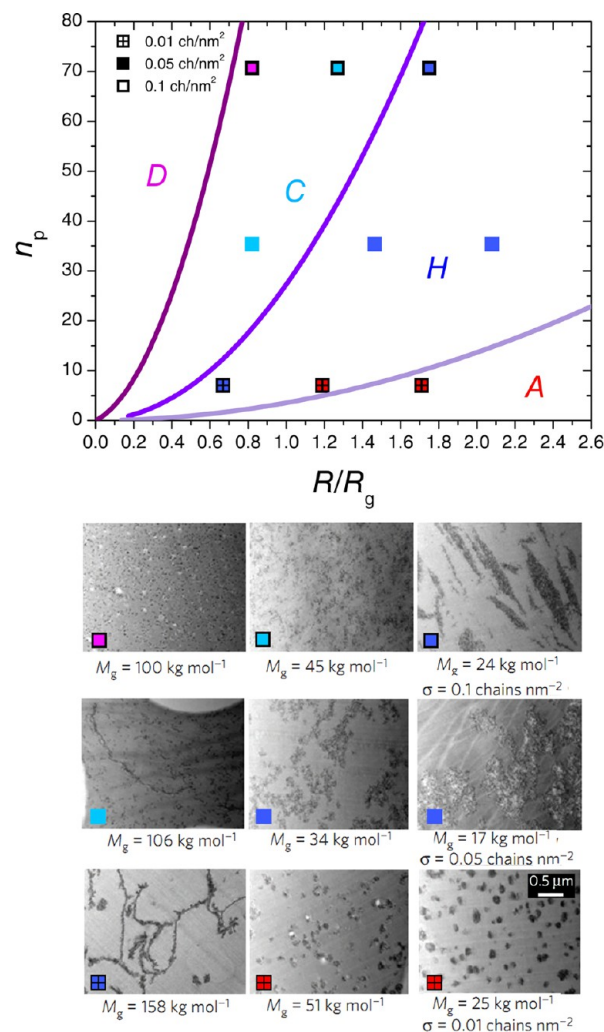 80
0.01 ch/nm²
0.05 ch/nm²
0.1 ch/nm²
70
60
50
40
30
20
10
0
n_p
D
C
H
A
0.0 0.2 0.4 0.6 0.8 1.0 1.2 1.4 1.6 1.8 2.0 2.2 2.4 2.6
R/R_g
M_g = 100 kg mol⁻¹
M_g = 45 kg mol⁻¹
M_g = 24 kg mol⁻¹
σ = 0.1 chains nm⁻²
M_g = 106 kg mol⁻¹
M_g = 34 kg mol⁻¹
M_g = 17 kg mol⁻¹
σ = 0.05 chains nm⁻²
0.5 μm
M_g = 158 kg mol⁻¹
M_g = 51 kg mol⁻¹
M_g = 25 kg mol⁻¹
σ = 0.01 chains nm⁻²